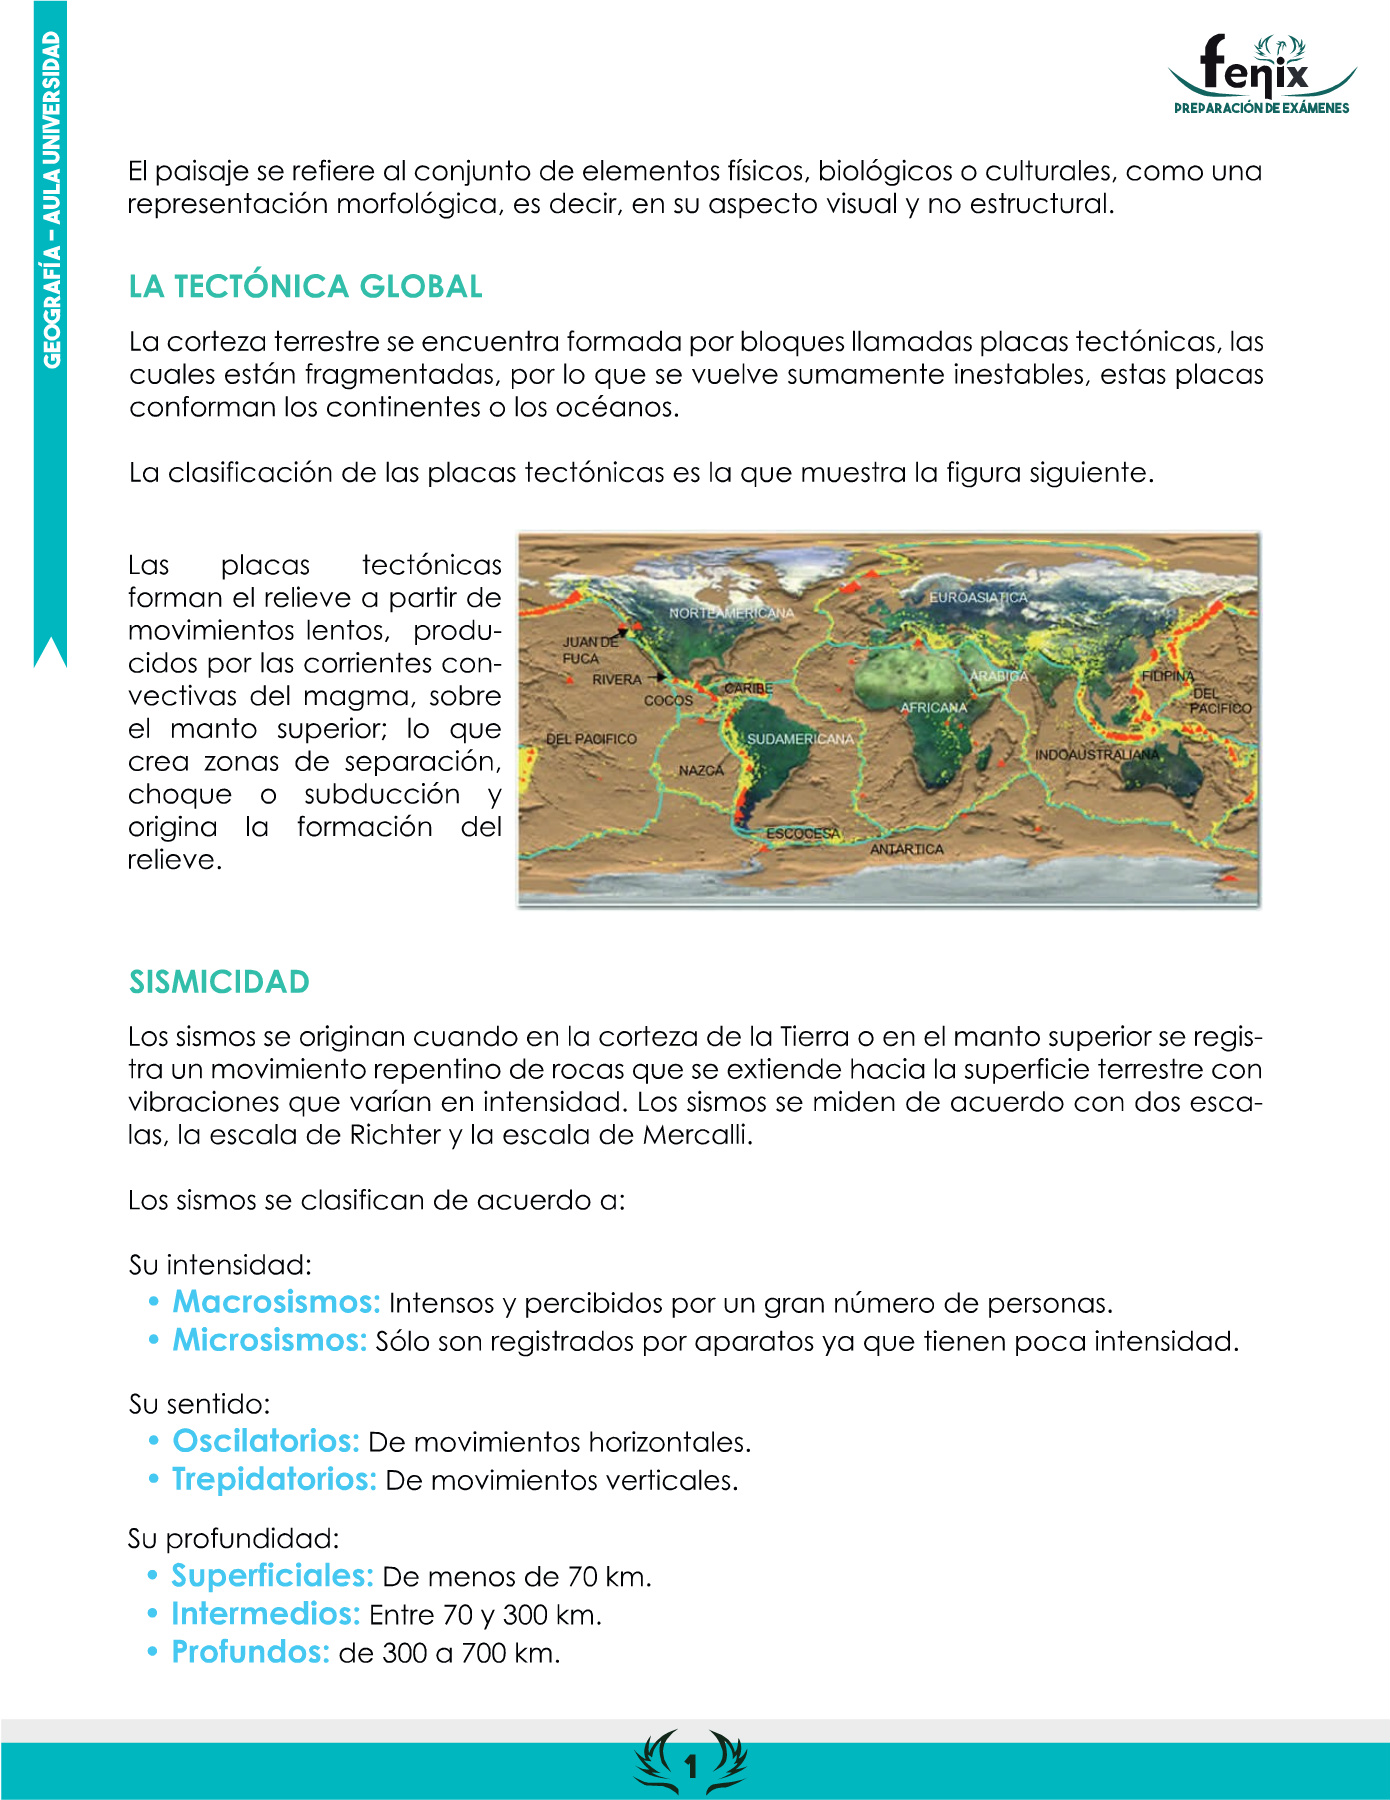 GEOGRAFÍA - AULA UNIVERSIDAD
fenix
PREPARACIÓN DE EXÁMENES
El paisaje se refiere al conjunto de elementos físicos, biológicos o culturales, como una
representación morfológica, es decir, en su aspecto visual y no estructural.
LA TECTÓNICA GLOBAL
La corteza terrestre se encuentra formada por bloques llamadas placas tectónicas, las
cuales están fragmentadas, por lo que se vuelve sumamente inestables, estas placas
conforman los continentes o los océanos.
La clasificación de las placas tectónicas es la que muestra la figura siguiente.
Las placas tectónicas
forman el relieve a partir de
movimientos lentos, produ-
cidos por las corrientes con-
vectivas del magma, sobre
el manto superior; lo que
crea zonas de separación,
choque o subducción y
origina la formación del
relieve.
NORTEAMERICANA
EUROASIATICA
JUAN DE
FUCA
RIVERA
CARIBE
COCOS
ARABIGA
FILIPINA
DEL
PACIFICO
AFRICANA
DEL PACIFICO
SUDAMERICANA
INDOAUSTRALIANA
NAZCA
ESCOCESA
ANTARTICA
SISMICIDAD
Los sismos se originan cuando en la corteza de la Tierra o en el manto superior se regis-
tra un movimiento repentino de rocas que se extiende hacia la superficie terrestre con
vibraciones que varían en intensidad. Los sismos se miden de acuerdo con dos esca-
las, la escala de Richter y la escala de Mercalli.
Los sismos se clasifican de acuerdo a:
Su intensidad:
• Macrosismos: Intensos y percibidos por un gran número de personas.
• Microsismos: Sólo son registrados por aparatos ya que tienen poca intensidad.
Su sentido:
• Oscilatorios: De movimientos horizontales.
• Trepidatorios: De movimientos verticales.
Su profundidad:
• Superficiales: De menos de 70 km.
• Intermedios: Entre 70 y 300 km.
• Profundos: de 300 a 700 km.
1